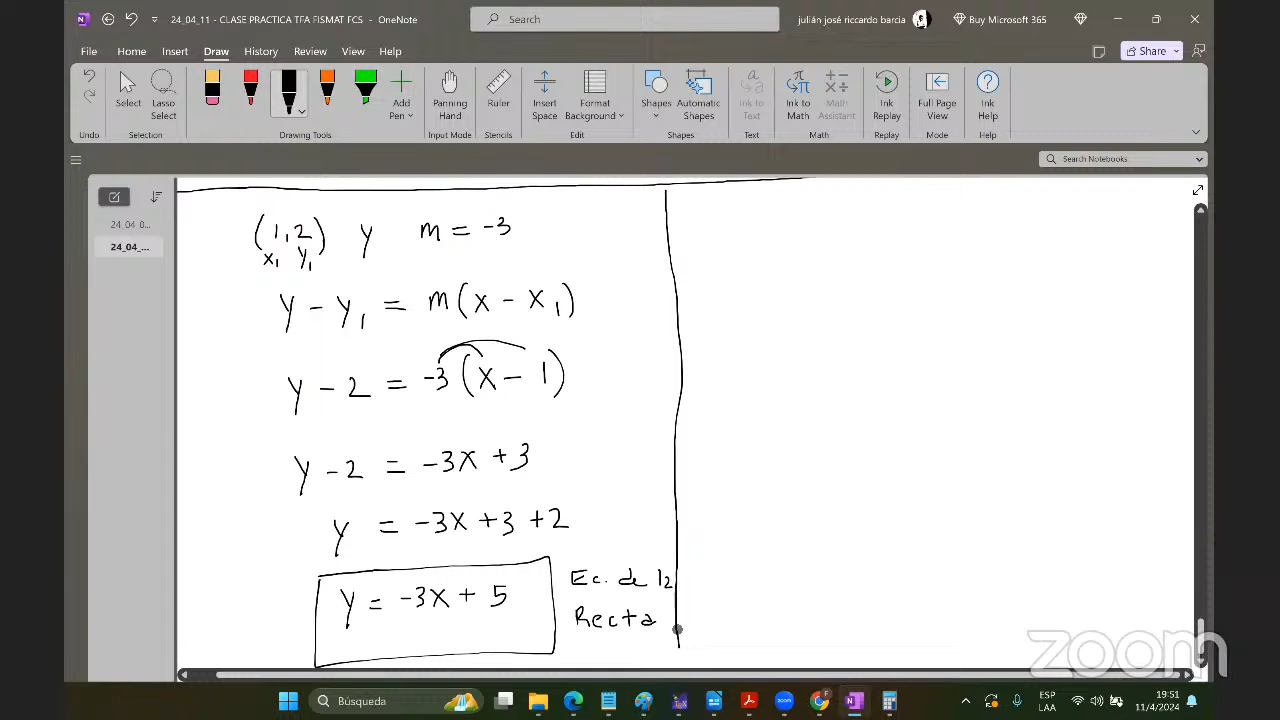 24_04_11 - CLASE PRACTICA TFA FISMAT FCS - OneNote
Search
julián josé riccardo barcia
Buy Microsoft 365
File Home Insert Draw History Review View Help
Share
Select
Lasso Select
Add Pen
Panning Hand
Ruler
Insert Space
Format Background
Shapes
Automatic Shapes
Ink to Text
Ink to Math
Math Assistant
Ink Replay
Full Page View
Ink Help
Undo Selection Drawing Tools Input Mode Stencils Edit Shapes Text Math Replay Mode Help
Search Notebooks
24_04_0...
24_04_...
(1,2) y m = -3
x₁ y₁
y - y₁ = m(x - x₁)
y - 2 = -3(x - 1)
y - 2 = -3x + 3
y = -3x + 3 + 2
y = -3x + 5
Ec. de la
Recta
zoom
Búsqueda
ESP
LAA
19:51
11/4/2024